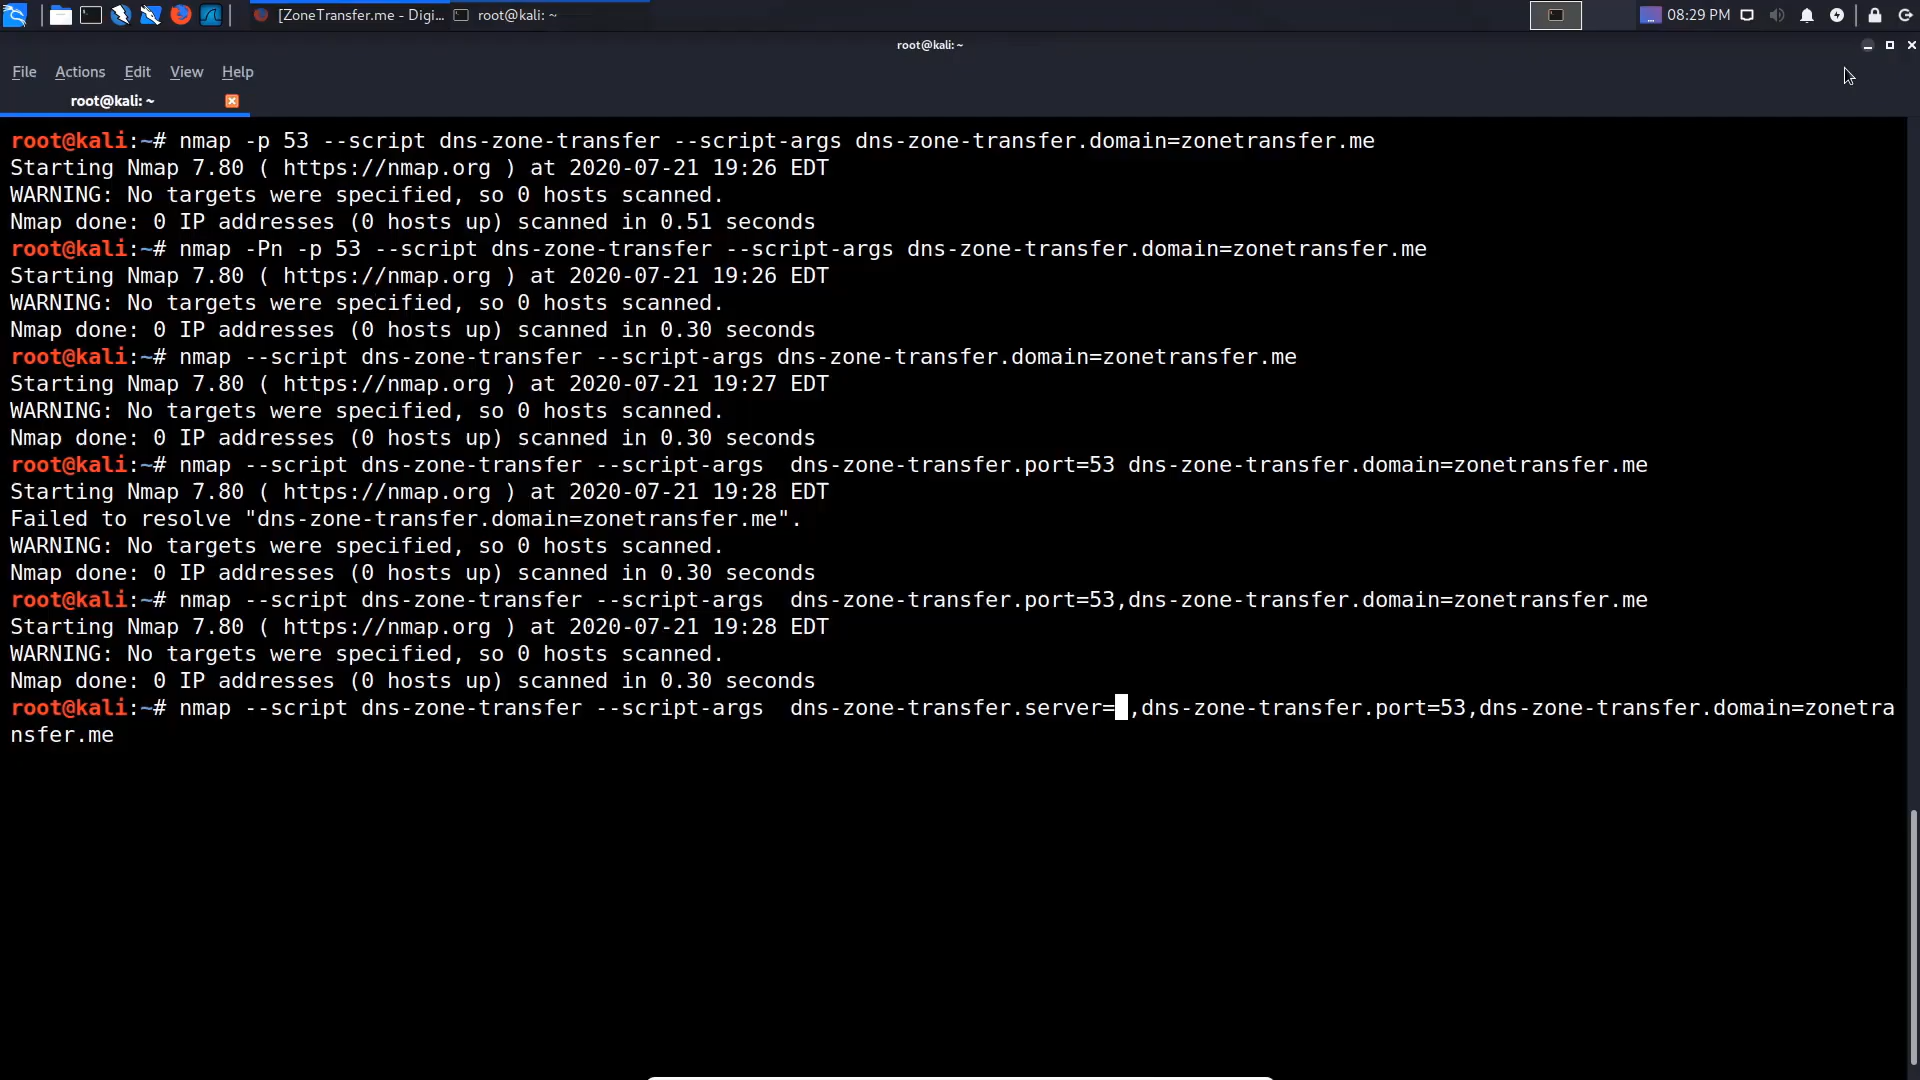 [ZoneTransfer.me - Digi...
root@kali: ~
08:29 PM
root@kali: ~
File Actions Edit View Help
root@kali: ~
root@kali:~# nmap -p 53 --script dns-zone-transfer --script-args dns-zone-transfer.domain=zonetransfer.me
Starting Nmap 7.80 ( https://nmap.org ) at 2020-07-21 19:26 EDT
WARNING: No targets were specified, so 0 hosts scanned.
Nmap done: 0 IP addresses (0 hosts up) scanned in 0.51 seconds
root@kali:~# nmap -Pn -p 53 --script dns-zone-transfer --script-args dns-zone-transfer.domain=zonetransfer.me
Starting Nmap 7.80 ( https://nmap.org ) at 2020-07-21 19:26 EDT
WARNING: No targets were specified, so 0 hosts scanned.
Nmap done: 0 IP addresses (0 hosts up) scanned in 0.30 seconds
root@kali:~# nmap --script dns-zone-transfer --script-args dns-zone-transfer.domain=zonetransfer.me
Starting Nmap 7.80 ( https://nmap.org ) at 2020-07-21 19:27 EDT
WARNING: No targets were specified, so 0 hosts scanned.
Nmap done: 0 IP addresses (0 hosts up) scanned in 0.30 seconds
root@kali:~# nmap --script dns-zone-transfer --script-args  dns-zone-transfer.port=53 dns-zone-transfer.domain=zonetransfer.me
Starting Nmap 7.80 ( https://nmap.org ) at 2020-07-21 19:28 EDT
Failed to resolve "dns-zone-transfer.domain=zonetransfer.me".
WARNING: No targets were specified, so 0 hosts scanned.
Nmap done: 0 IP addresses (0 hosts up) scanned in 0.30 seconds
root@kali:~# nmap --script dns-zone-transfer --script-args  dns-zone-transfer.port=53,dns-zone-transfer.domain=zonetransfer.me
Starting Nmap 7.80 ( https://nmap.org ) at 2020-07-21 19:28 EDT
WARNING: No targets were specified, so 0 hosts scanned.
Nmap done: 0 IP addresses (0 hosts up) scanned in 0.30 seconds
root@kali:~# nmap --script dns-zone-transfer --script-args  dns-zone-transfer.server= ,dns-zone-transfer.port=53,dns-zone-transfer.domain=zonetra
nsfer.me